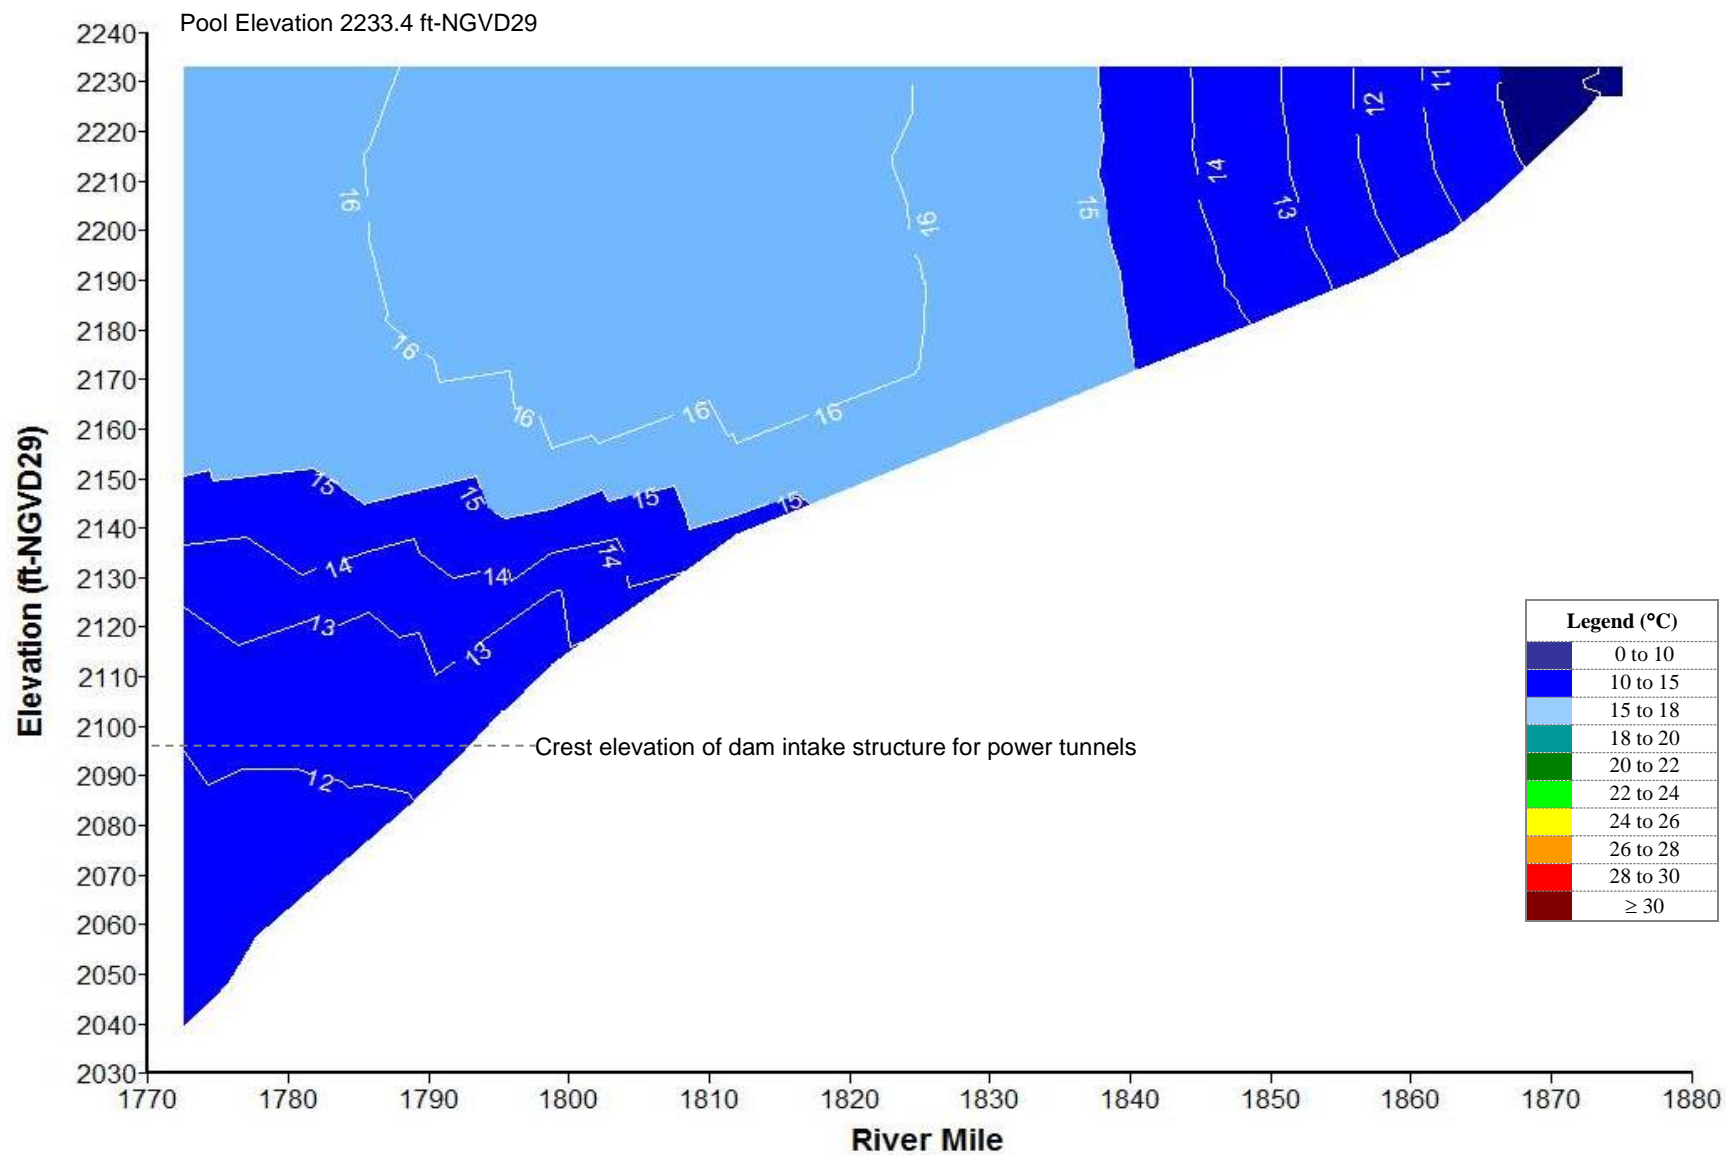 Pool Elevation 2233.4 ft-NGVD29
2240
2230
2220
2210
2200
2190
2180
2170
2160
2150
2140
2130
2120
2110
2100
2090
2080
2070
2060
2050
2040
2030
Elevation (ft-NGVD29)
1770 1780 1790 1800 1810 1820 1830 1840 1850 1860 1870 1880
River Mile
16
16
16
16
16
16
15
14
13
12
11
15
15
15
15
14
14
14
13
13
12
Crest elevation of dam intake structure for power tunnels
Legend (°C)
0 to 10
10 to 15
15 to 18
18 to 20
20 to 22
22 to 24
24 to 26
26 to 28
28 to 30
≥ 30